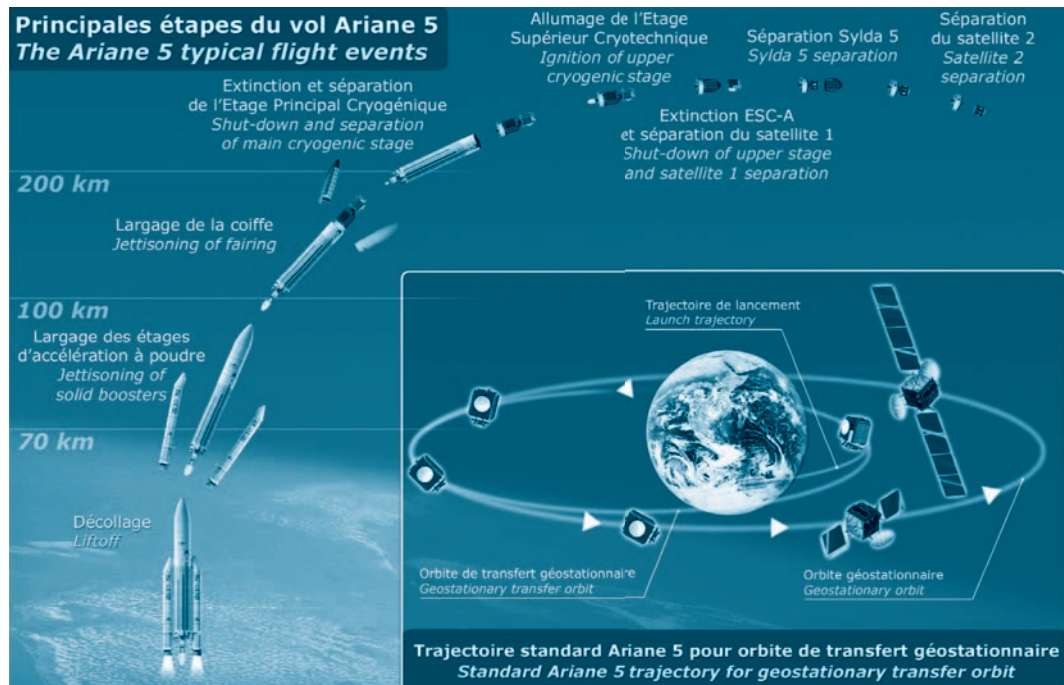 Principales étapes du vol Ariane 5
The Ariane 5 typical flight events
Allumage de l'Etage
Supérieur Cryotechnique
Ignition of upper
cryogenic stage
Séparation Sylda 5
Sylda 5 separation
Séparation
du satellite 2
Satellite 2
separation
Extinction et séparation
de l'Etage Principal Cryogénique
Shut-down and separation
of main cryogenic stage
Extinction ESC-A
et séparation du satellite 1
Shut-down of upper stage
and satellite 1 separation
200 km
Largage de la coiffe
Jettisoning of fairing
100 km
Largage des étages
d'accélération à poudre
Jettisoning of
solid boosters
70 km
Décollage
Liftoff
Trajectoire de lancement
Launch trajectory
Orbite de transfert géostationnaire
Geostationary transfer orbit
Orbite géostationnaire
Geostationary orbit
Trajectoire standard Ariane 5 pour orbite de transfert géostationnaire
Standard Ariane 5 trajectory for geostationary transfer orbit